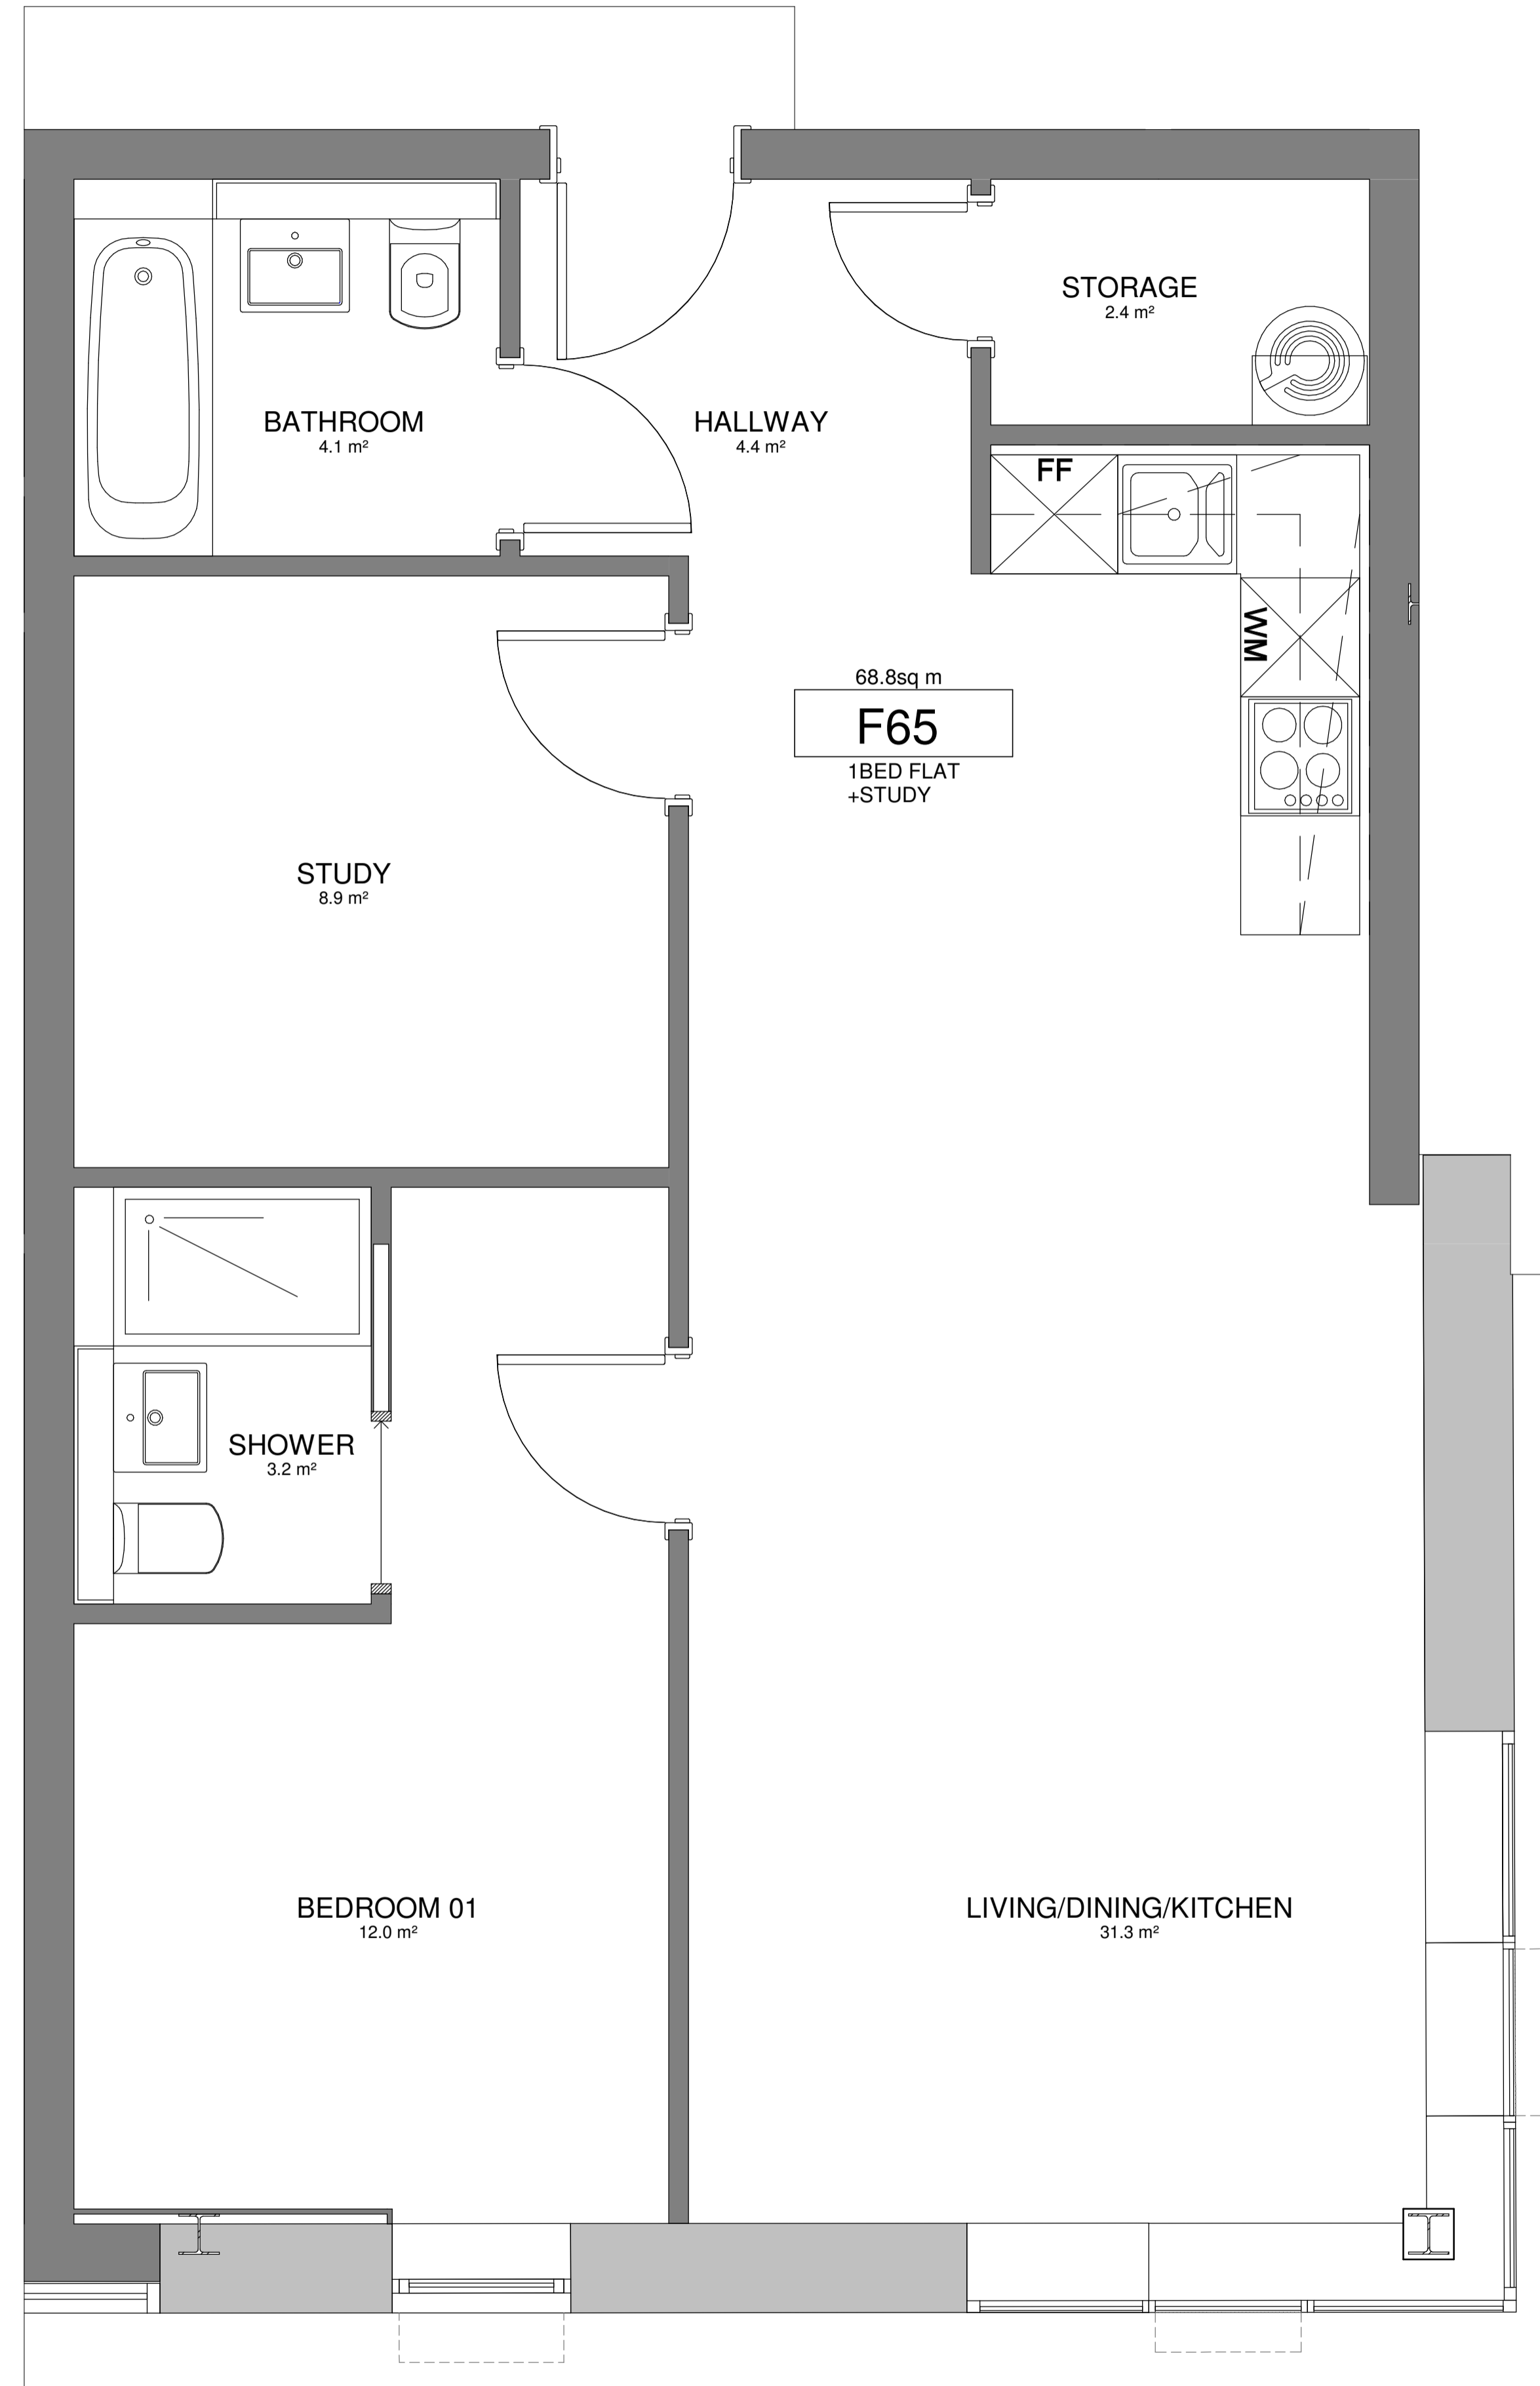 STORAGE
2.4 m²
BATHROOM
4.1 m²
HALLWAY
4.4 m²
FF
WM
68.8sq m
F65
1BED FLAT
+STUDY
STUDY
8.9 m²
SHOWER
3.2 m²
BEDROOM 01
12.0 m²
LIVING/DINING/KITCHEN
31.3 m²